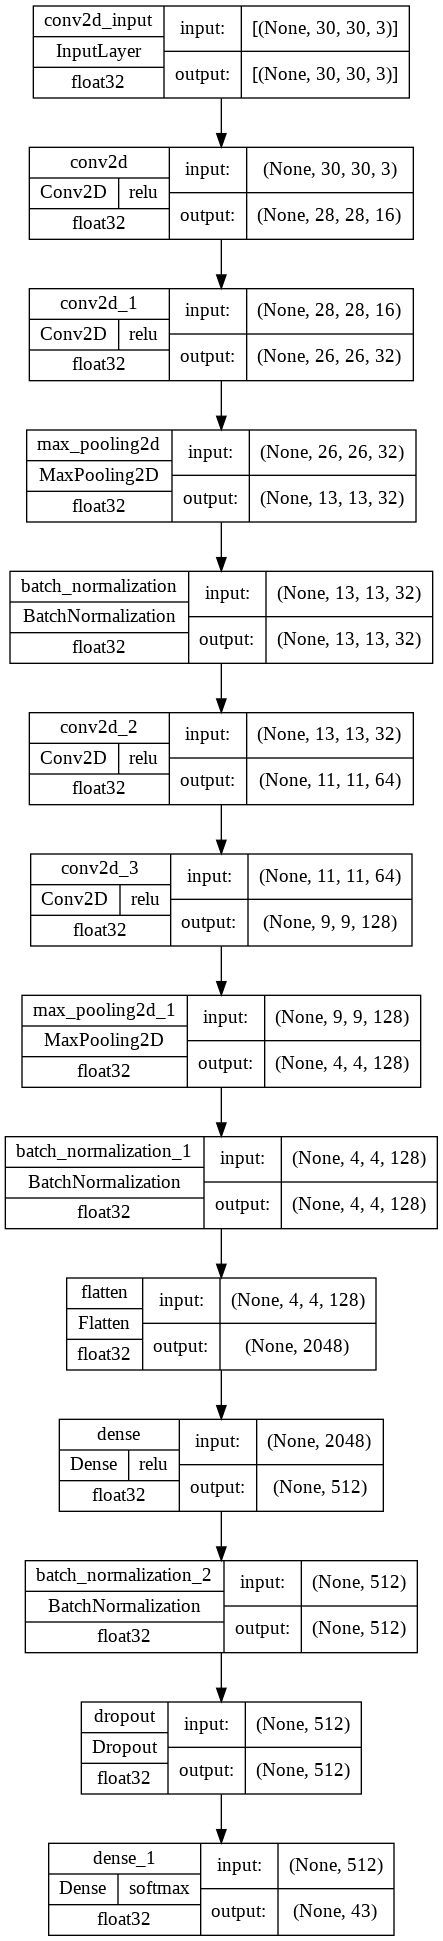 conv2d_input
InputLayer
float32
input: [(None, 30, 30, 3)]
output: [(None, 30, 30, 3)]
conv2d
Conv2D relu
float32
input: (None, 30, 30, 3)
output: (None, 28, 28, 16)
conv2d_1
Conv2D relu
float32
input: (None, 28, 28, 16)
output: (None, 26, 26, 32)
max_pooling2d
MaxPooling2D
float32
input: (None, 26, 26, 32)
output: (None, 13, 13, 32)
batch_normalization
BatchNormalization
float32
input: (None, 13, 13, 32)
output: (None, 13, 13, 32)
conv2d_2
Conv2D relu
float32
input: (None, 13, 13, 32)
output: (None, 11, 11, 64)
conv2d_3
Conv2D relu
float32
input: (None, 11, 11, 64)
output: (None, 9, 9, 128)
max_pooling2d_1
MaxPooling2D
float32
input: (None, 9, 9, 128)
output: (None, 4, 4, 128)
batch_normalization_1
BatchNormalization
float32
input: (None, 4, 4, 128)
output: (None, 4, 4, 128)
flatten
Flatten
float32
input: (None, 4, 4, 128)
output: (None, 2048)
dense
Dense relu
float32
input: (None, 2048)
output: (None, 512)
batch_normalization_2
BatchNormalization
float32
input: (None, 512)
output: (None, 512)
dropout
Dropout
float32
input: (None, 512)
output: (None, 512)
dense_1
Dense softmax
float32
input: (None, 512)
output: (None, 43)